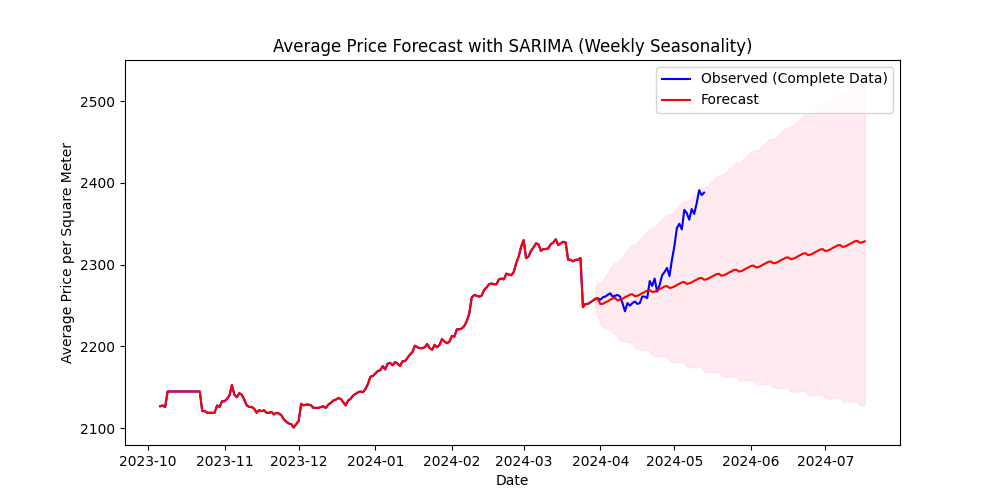 Average Price Forecast with SARIMA (Weekly Seasonality)
Observed (Complete Data)
Forecast
Average Price per Square Meter
2500
2400
2300
2200
2100
2023-10 2023-11 2023-12 2024-01 2024-02 2024-03 2024-04 2024-05 2024-06 2024-07
Date